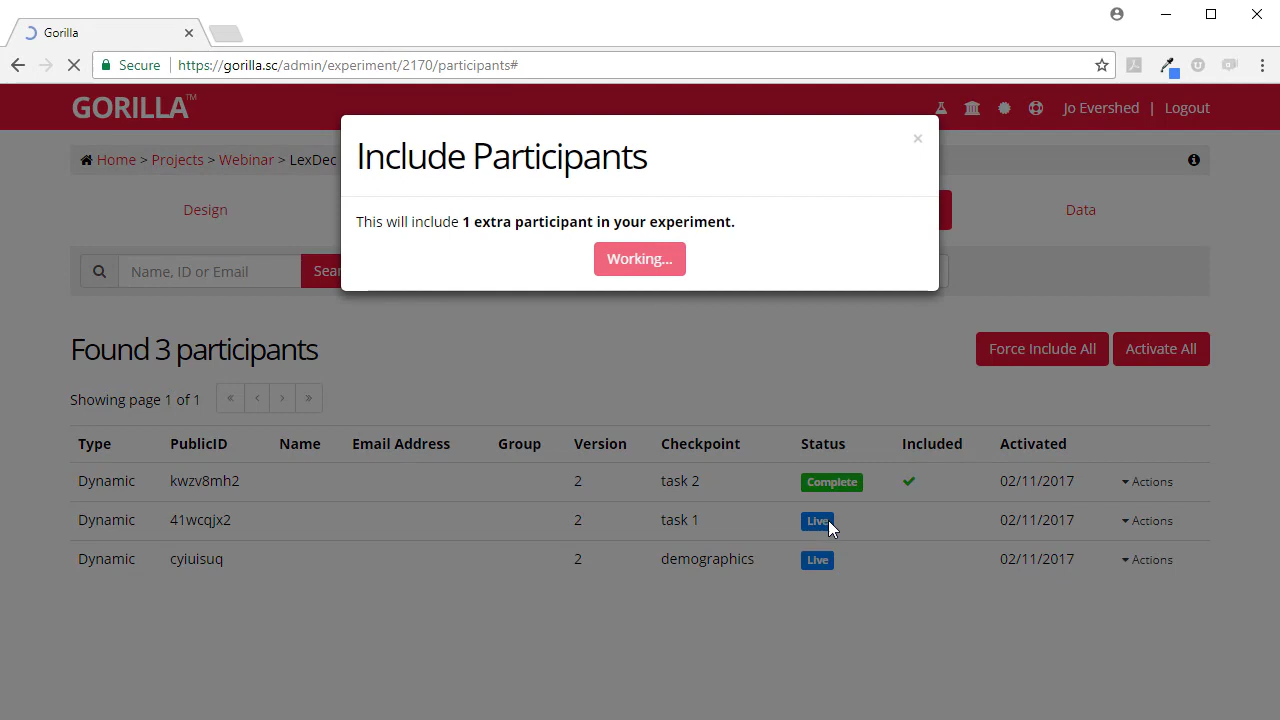 Gorilla
Secure
https://gorilla.sc/admin/experiment/2170/participants#
GORILLA™
Jo Evershed | Logout
Home > Projects > Webinar > LexDec
Include Participants
×
Design
This will include 1 extra participant in your experiment.
Data
Working...
Name, ID or Email
Found 3 participants
Force Include All
Activate All
Showing page 1 of 1 « ‹ › »
Type PublicID Name Email Address Group Version Checkpoint Status Included Activated
Dynamic kwzv8mh2 2 task 2 Complete 02/11/2017 Actions
Dynamic 41wcqjx2 2 task 1 Live 02/11/2017 Actions
Dynamic cyiuisuq 2 demographics Live 02/11/2017 Actions